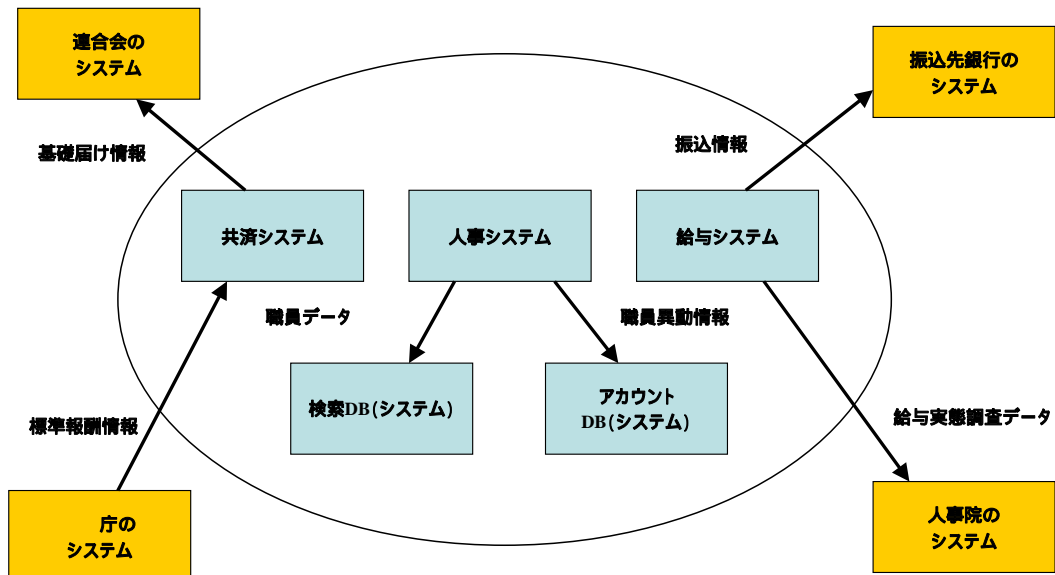 連合会の
システム
振込先銀行の
システム
基礎届け情報
振込情報
共済システム
人事システム
給与システム
職員データ
職員異動情報
検索DB(システム)
アカウント
DB(システム)
標準報酬情報
給与実態調査データ
庁の
システム
人事院の
システム